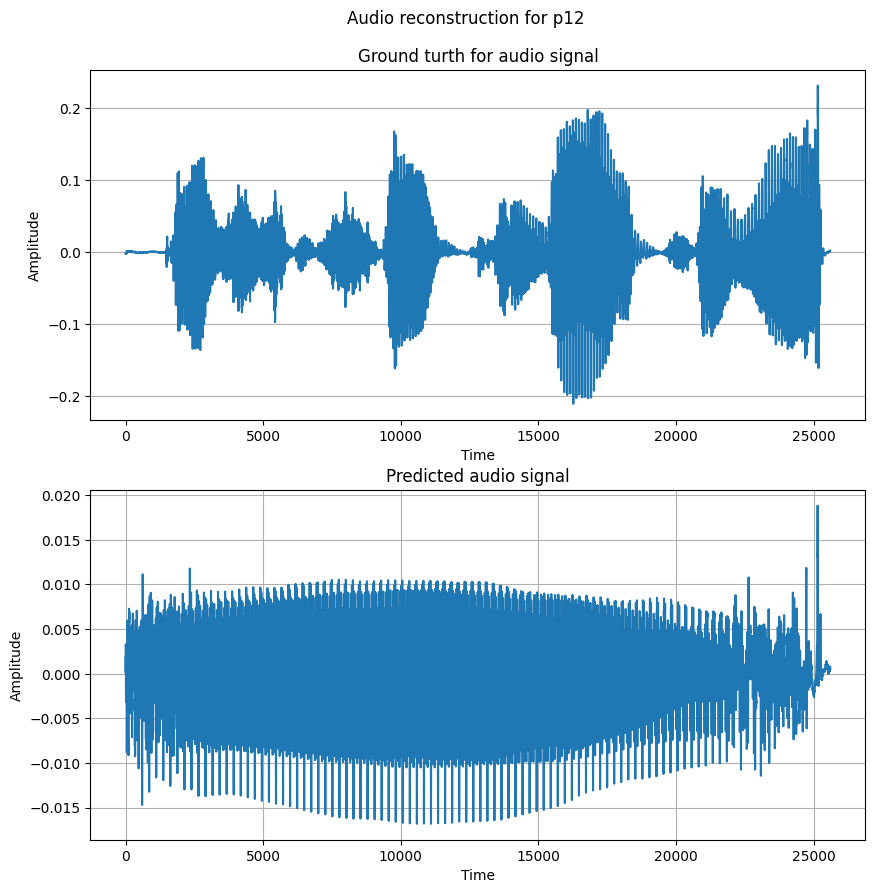 Audio reconstruction for p12
Ground turth for audio signal
0.2
0.1
0.0
−0.1
−0.2
Amplitude
0 5000 10000 15000 20000 25000
Time
Predicted audio signal
0.020
0.015
0.010
0.005
0.000
−0.005
−0.010
−0.015
Amplitude
0 5000 10000 15000 20000 25000
Time